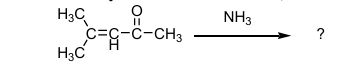 H3C O NH3
C=C-C-CH3 ?
H
H3C